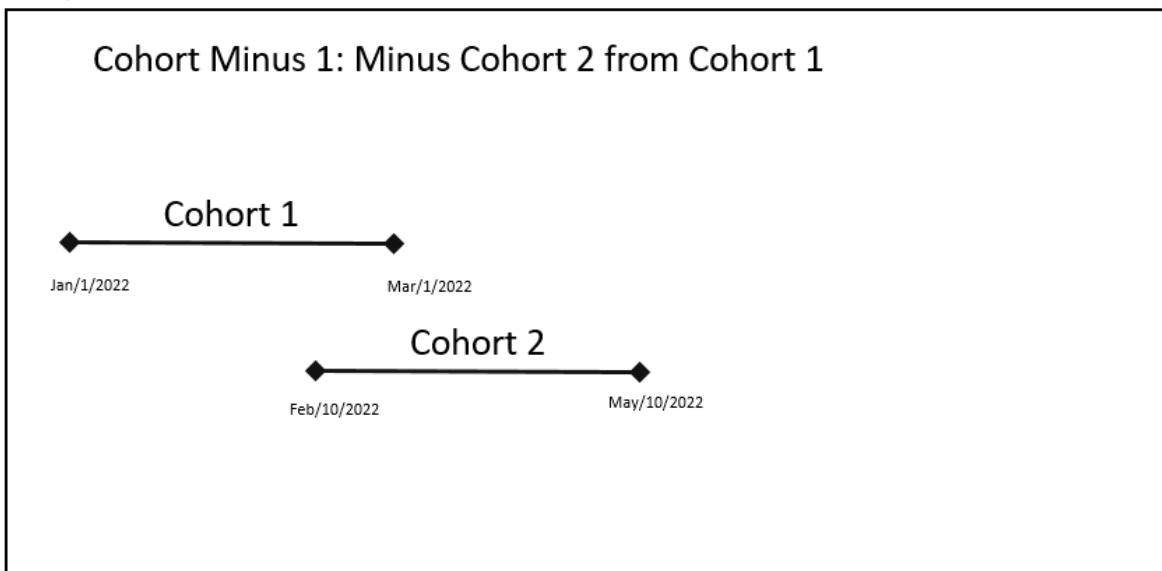 Cohort Minus 1: Minus Cohort 2 from Cohort 1
Cohort 1
Jan/1/2022
Mar/1/2022
Cohort 2
Feb/10/2022
May/10/2022